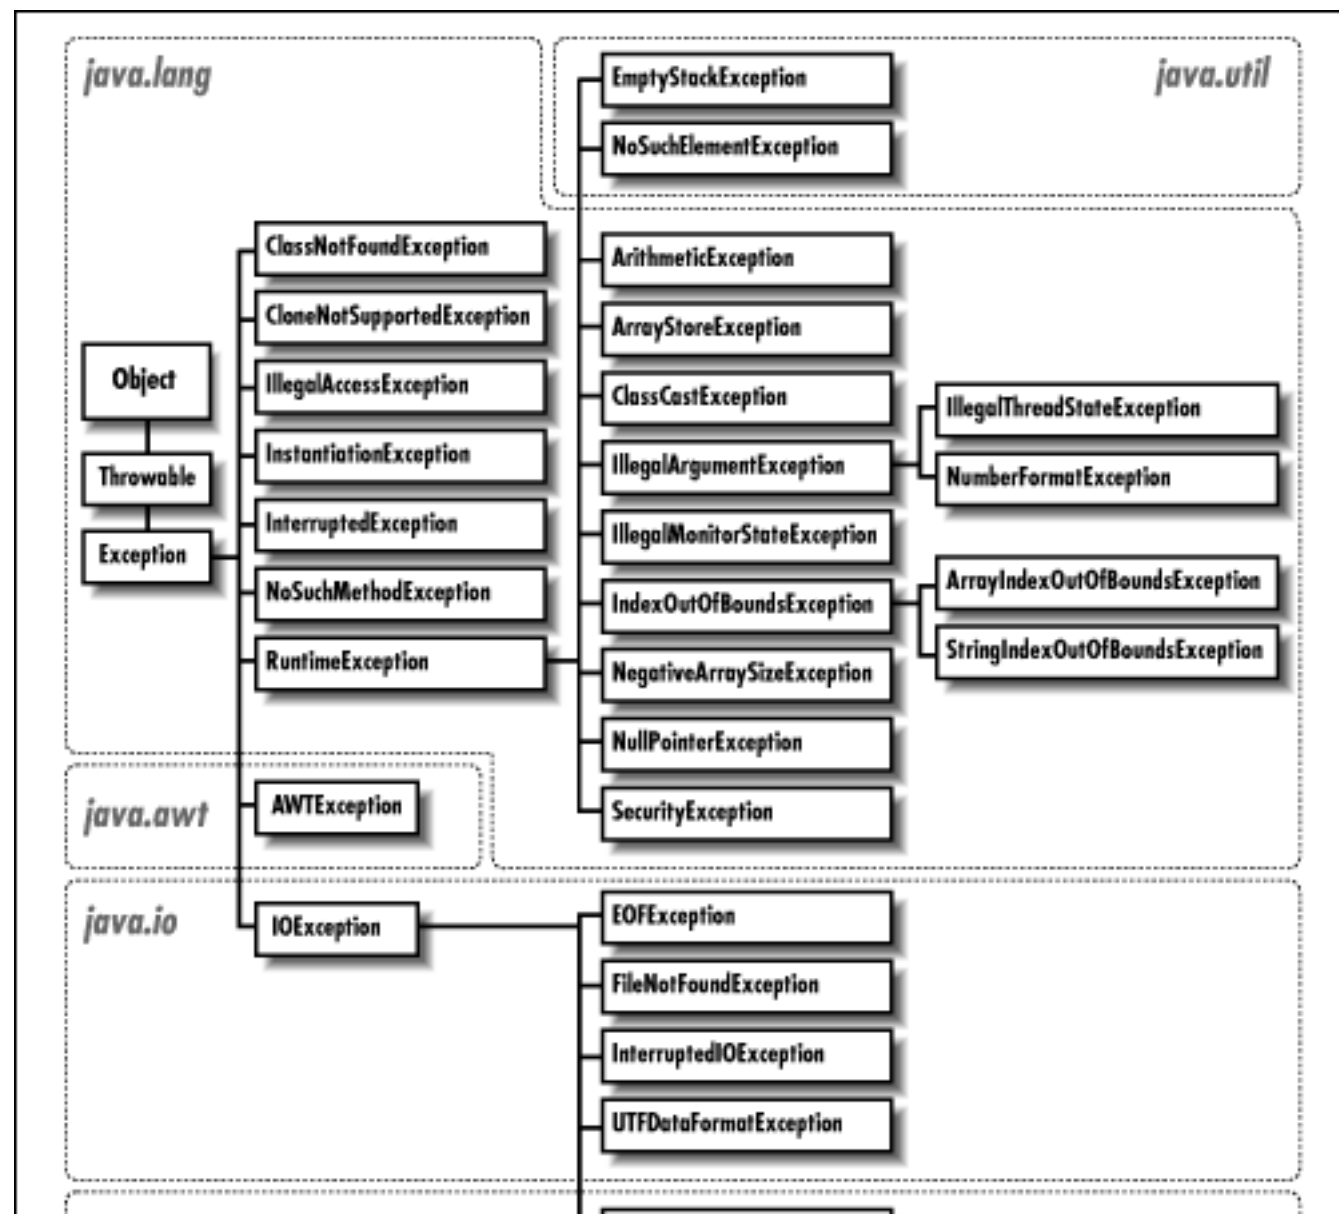 java.lang
java.util
EmptyStackException
NoSuchElementException
ClassNotFoundException
CloneNotSupportedException
IllegalAccessException
InstantiationException
InterruptedException
NoSuchMethodException
RuntimeException
Object
Throwable
Exception
ArithmeticException
ArrayStoreException
ClassCastException
IllegalArgumentException
IllegalMonitorStateException
IndexOutOfBoundsException
NegativeArraySizeException
NullPointerException
SecurityException
IllegalThreadStateException
NumberFormatException
ArrayIndexOutOfBoundsException
StringIndexOutOfBoundsException
java.awt
AWTException
java.io
IOException
EOFException
FileNotFoundException
InterruptedIOException
UTFDataFormatException